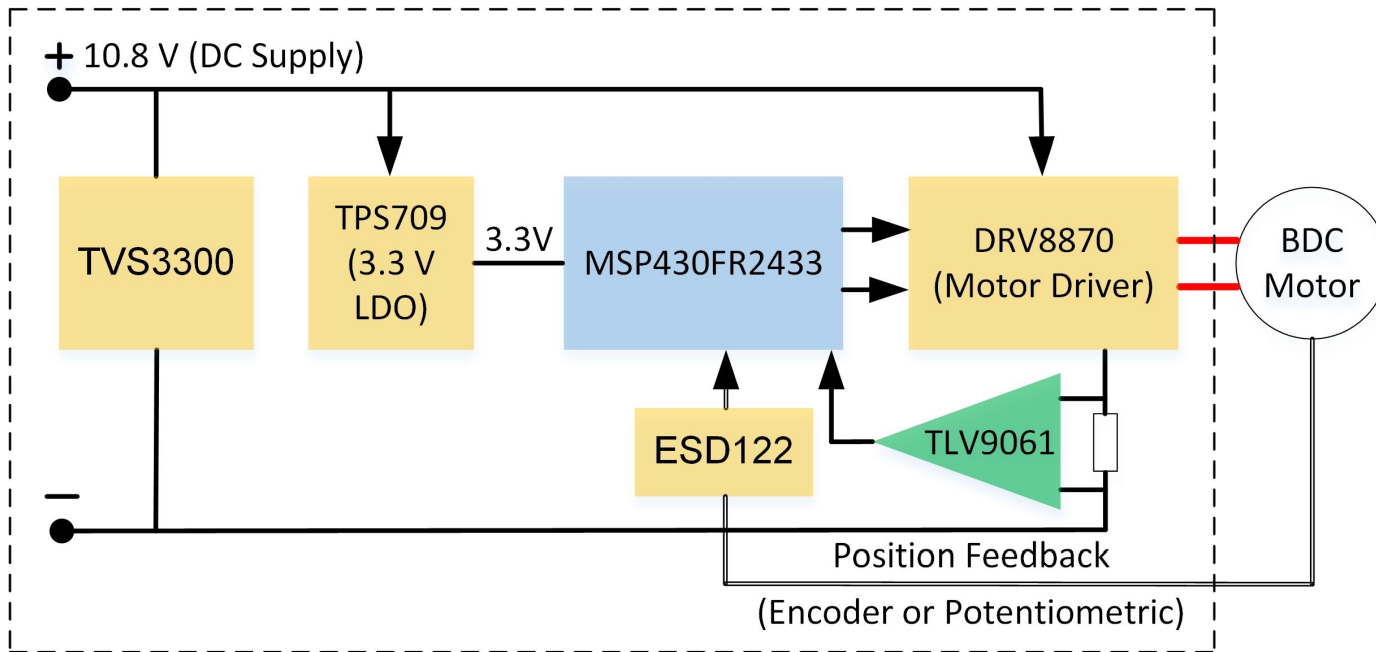 + 10.8 V (DC Supply)
TVS3300
TPS709
(3.3 V
LDO)
3.3V
MSP430FR2433
DRV8870
(Motor Driver)
BDC
Motor
ESD122
TLV9061
−
Position Feedback
(Encoder or Potentiometric)